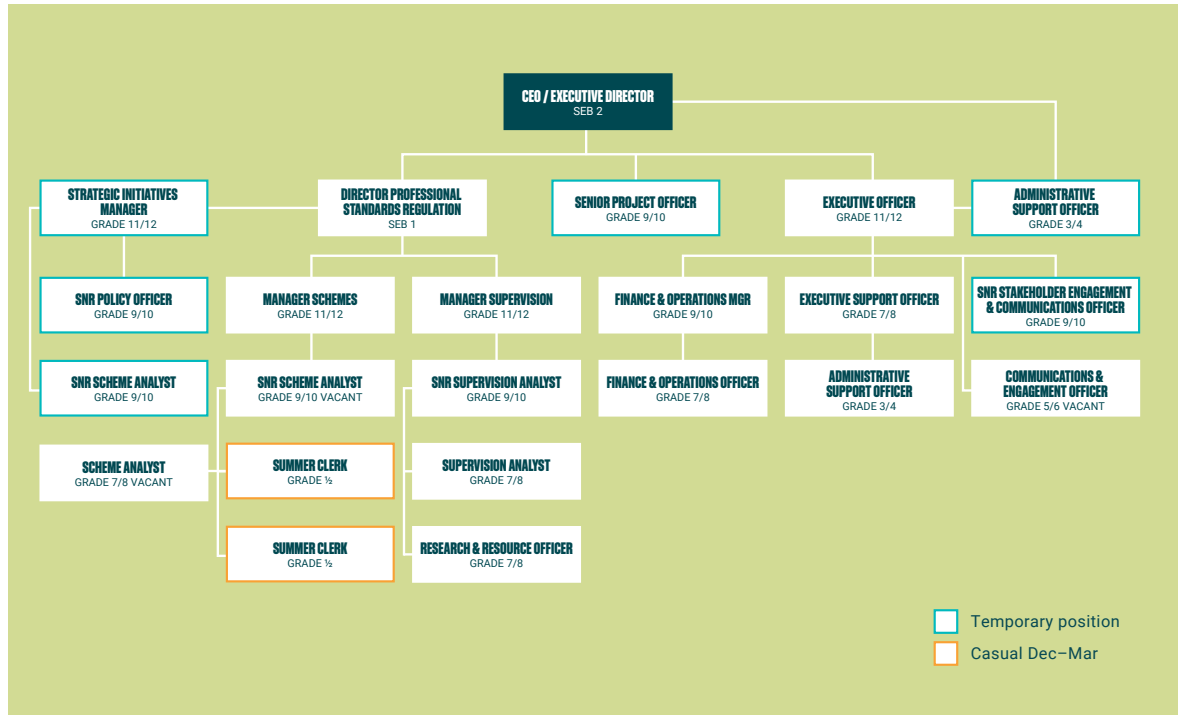 CEO / EXECUTIVE DIRECTOR
SEB 2
STRATEGIC INITIATIVES
MANAGER
GRADE 11/12
DIRECTOR PROFESSIONAL
STANDARDS REGULATION
SEB 1
SENIOR PROJECT OFFICER
GRADE 9/10
EXECUTIVE OFFICER
GRADE 11/12
ADMINISTRATIVE
SUPPORT OFFICER
GRADE 3/4
SNR POLICY OFFICER
GRADE 9/10
MANAGER SCHEMES
GRADE 11/12
MANAGER SUPERVISION
GRADE 11/12
FINANCE & OPERATIONS MGR
GRADE 9/10
EXECUTIVE SUPPORT OFFICER
GRADE 7/8
SNR STAKEHOLDER ENGAGEMENT
& COMMUNICATIONS OFFICER
GRADE 9/10
SNR SCHEME ANALYST
GRADE 9/10
SNR SCHEME ANALYST
GRADE 9/10 VACANT
SNR SUPERVISION ANALYST
GRADE 9/10
FINANCE & OPERATIONS OFFICER
GRADE 7/8
ADMINISTRATIVE
SUPPORT OFFICER
GRADE 3/4
COMMUNICATIONS &
ENGAGEMENT OFFICER
GRADE 5/6 VACANT
SCHEME ANALYST
GRADE 7/8 VACANT
SUMMER CLERK
GRADE ½
SUPERVISION ANALYST
GRADE 7/8
SUMMER CLERK
GRADE ½
RESEARCH & RESOURCE OFFICER
GRADE 7/8
Temporary position
Casual Dec–Mar